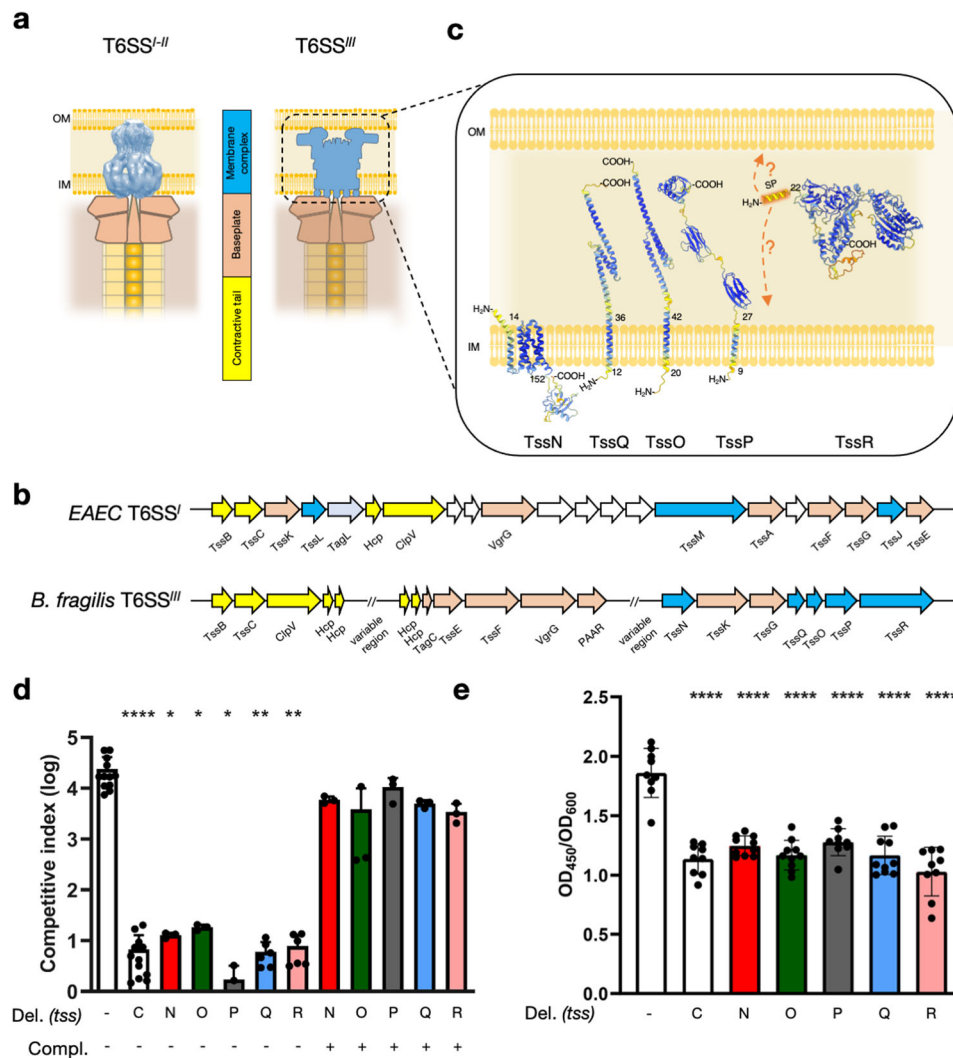 a
T6SS^I-II
T6SS^III
OM
IM
Membrane complex
Baseplate
Contractive tail
c
OM
COOH
COOH
COOH
?
SP
22
H₂N
COOH
?
H₂N
14
36
42
27
IM
152
COOH
H₂N
12
20
9
H₂N
H₂N
TssN TssQ TssO TssP TssR
b
EAEC T6SS^I
TssB TssC TssK TssL TagL Hcp ClpV VgrG TssM TssA TssF TssG TssJ TssE
B. fragilis T6SS^III
TssB TssC ClpV Hcp Hcp // variable region Hcp Hcp TagC TssE TssF VgrG PAAR // variable region TssN TssK TssG TssQ TssO TssP TssR
d
**** * * * ** **
Competitive index (log)
5
4
3
2
1
0
Del. (tss) - C N O P Q R N O P Q R
Compl. - - - - - - - + + + + +
e
**** **** **** **** **** ****
OD₄₅₀/OD₆₀₀
2.5
2.0
1.5
1.0
0.5
0.0
Del. (tss) - C N O P Q R